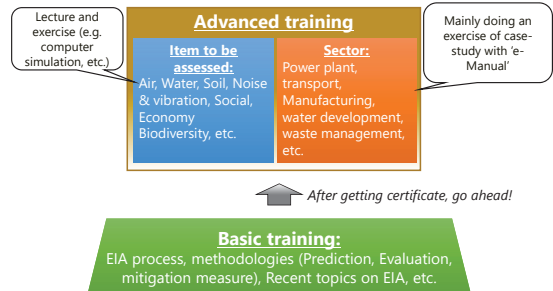 Lecture and
exercise (e.g.
computer
simulation, etc.)
Advanced training
Item to be
assessed:
Air, Water, Soil, Noise
& vibration, Social,
Economy
Biodiversity, etc.
Sector:
Power plant,
transport,
Manufacturing,
water development,
waste management,
etc.
Mainly doing an
exercise of case-
study with ‘e-
Manual’
After getting certificate, go ahead!
Basic training:
EIA process, methodologies (Prediction, Evaluation,
mitigation measure), Recent topics on EIA, etc.